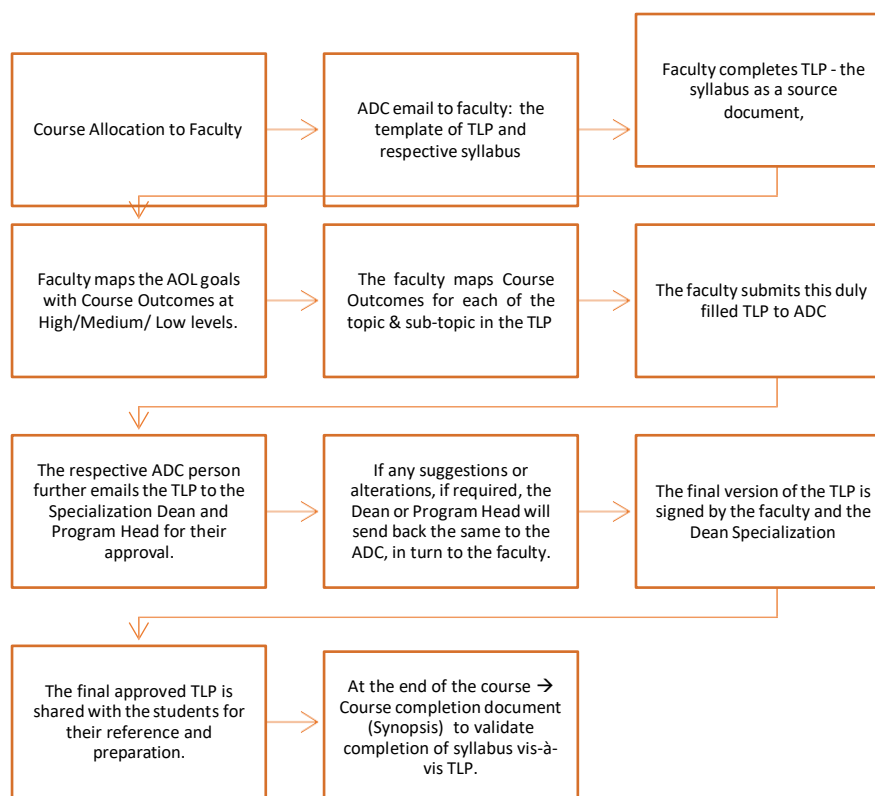 Course Allocation to Faculty
ADC email to faculty: the
template of TLP and
respective syllabus
Faculty completes TLP - the
syllabus as a source
document,
Faculty maps the AOL goals
with Course Outcomes at
High/Medium/ Low levels.
The faculty maps Course
Outcomes for each of the
topic & sub-topic in the TLP
The faculty submits this duly
filled TLP to ADC
The respective ADC person
further emails the TLP to the
Specialization Dean and
Program Head for their
approval.
If any suggestions or
alterations, if required, the
Dean or Program Head will
send back the same to the
ADC, in turn to the faculty.
The final version of the TLP is
signed by the faculty and the
Dean Specialization
The final approved TLP is
shared with the students for
their reference and
preparation.
At the end of the course →
Course completion document
(Synopsis) to validate
completion of syllabus vis-à-
vis TLP.